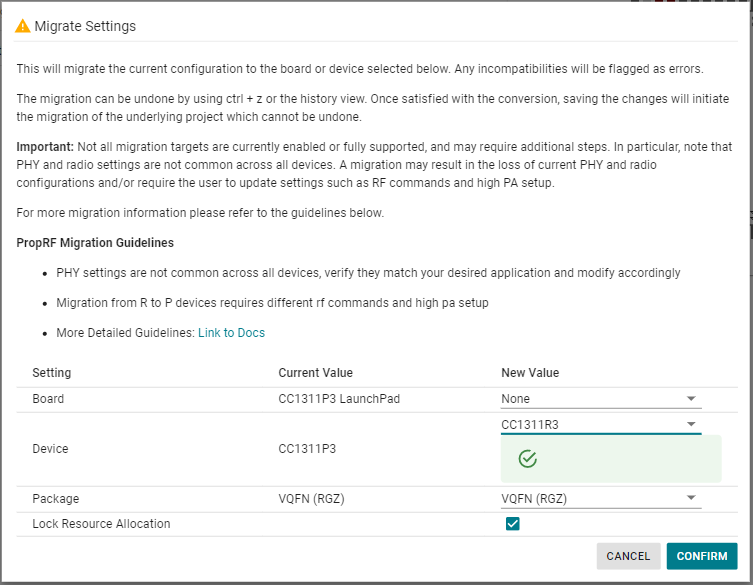 Migrate Settings
This will migrate the current configuration to the board or device selected below. Any incompatibilities will be flagged as errors.
The migration can be undone by using ctrl + z or the history view. Once satisfied with the conversion, saving the changes will initiate
the migration of the underlying project which cannot be undone.
Important: Not all migration targets are currently enabled or fully supported, and may require additional steps. In particular, note that
PHY and radio settings are not common across all devices. A migration may result in the loss of current PHY and radio
configurations and/or require the user to update settings such as RF commands and high PA setup.
For more migration information please refer to the guidelines below.
PropRF Migration Guidelines
• PHY settings are not common across all devices, verify they match your desired application and modify accordingly
• Migration from R to P devices requires different rf commands and high pa setup
• More Detailed Guidelines: Link to Docs
Setting Current Value New Value
Board CC1311P3 LaunchPad None
CC1311R3
Device CC1311P3
Package VQFN (RGZ) VQFN (RGZ)
Lock Resource Allocation
CANCEL CONFIRM